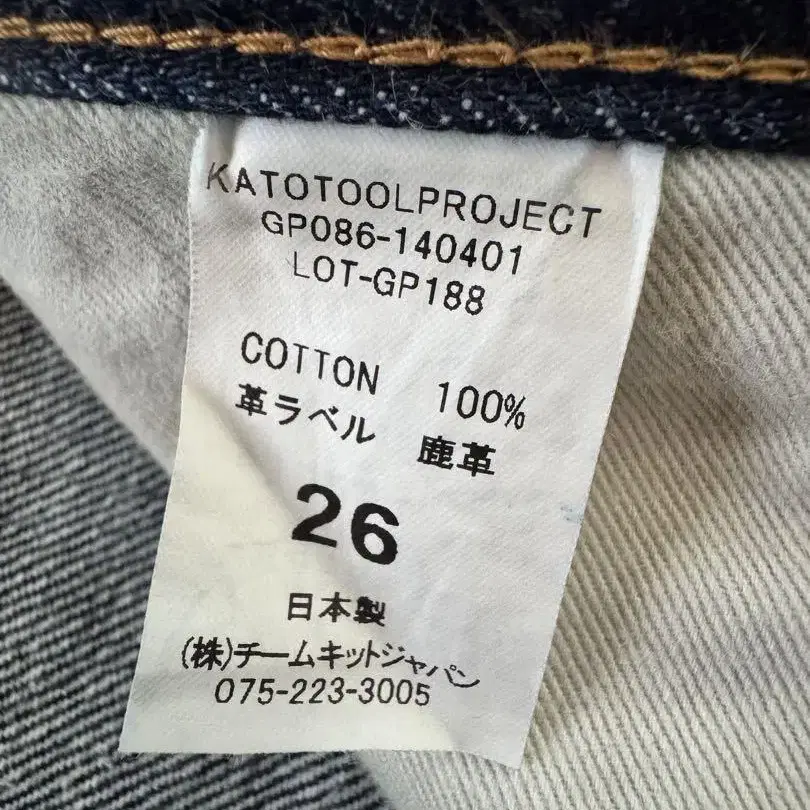 KATOTOOLPROJECT
GP086-140401
LOT-GP188
COTTON 100%
革ラベル 鹿革
26
日本製
(株)チームキットジャパン
075-223-3005